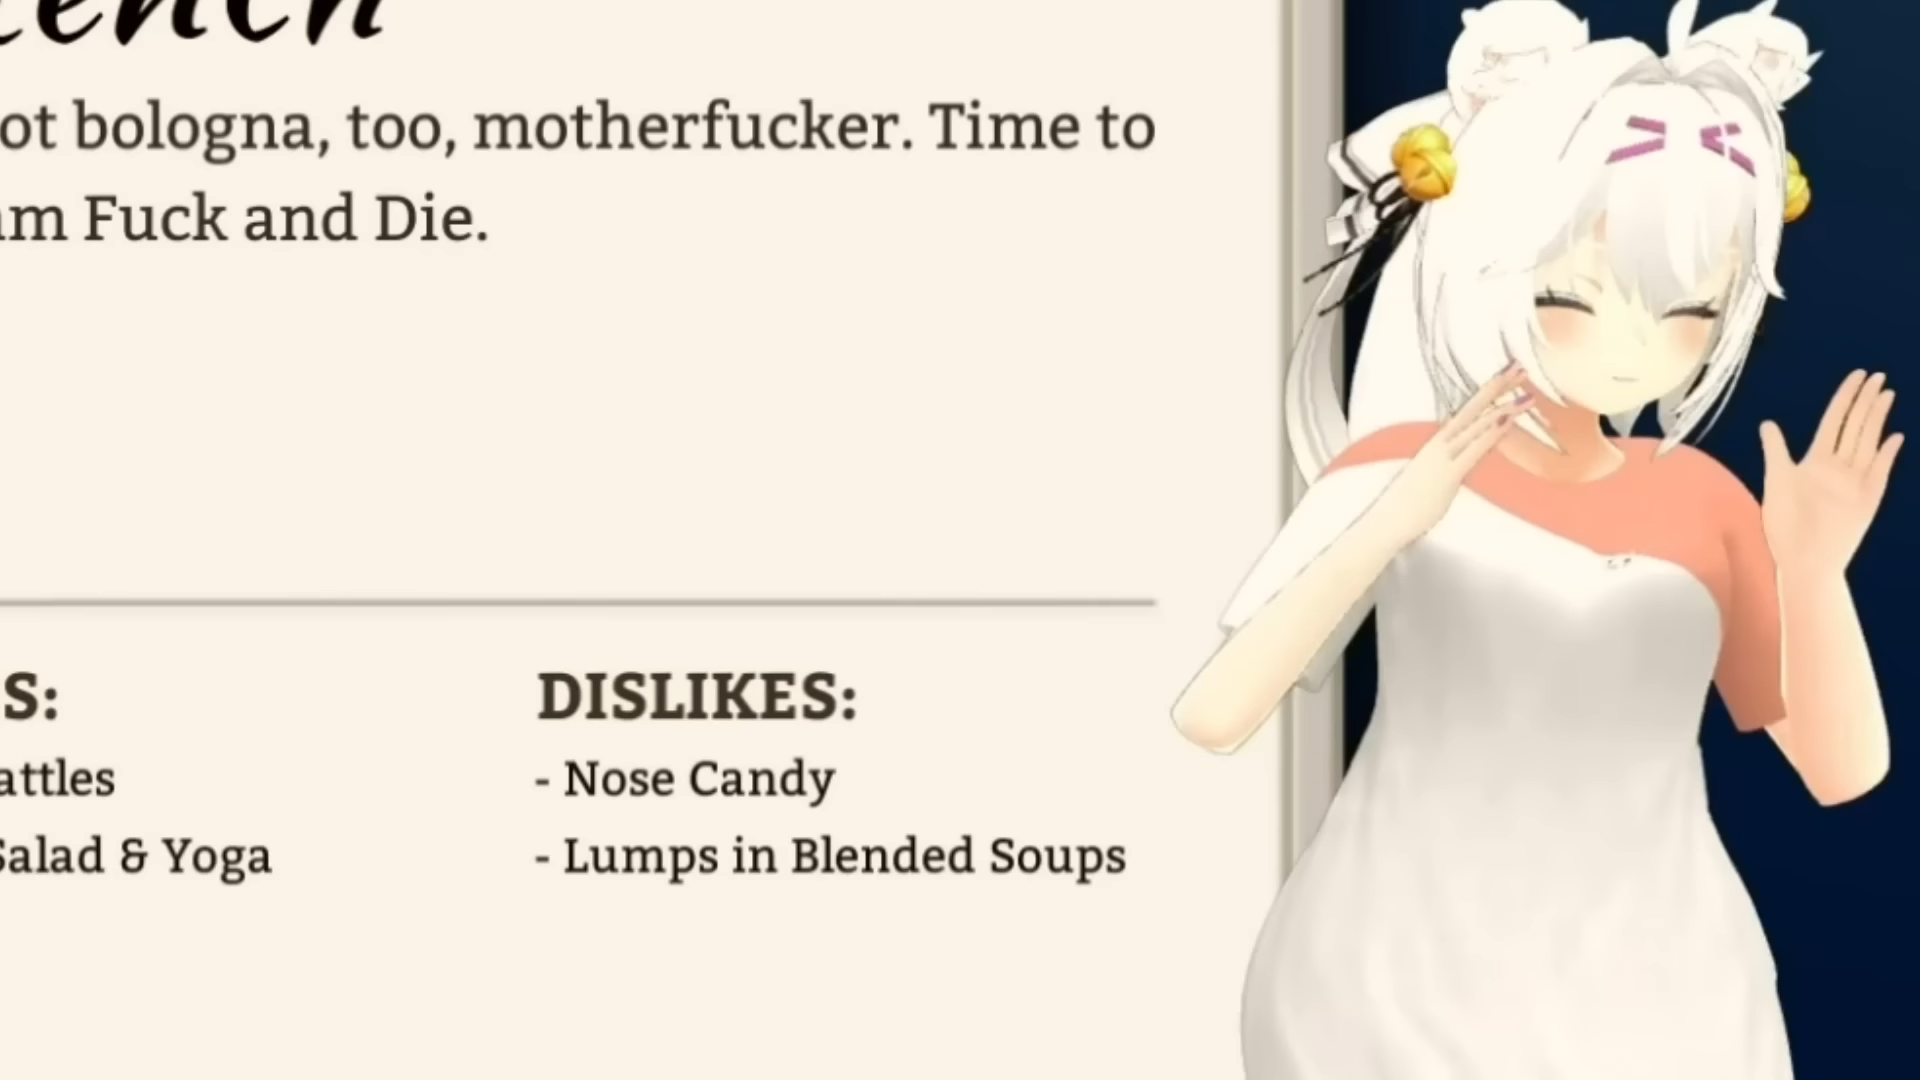 ot bologna, too, motherfucker. Time to
am Fuck and Die.
S:
attles
Salad & Yoga
DISLIKES:
- Nose Candy
- Lumps in Blended Soups